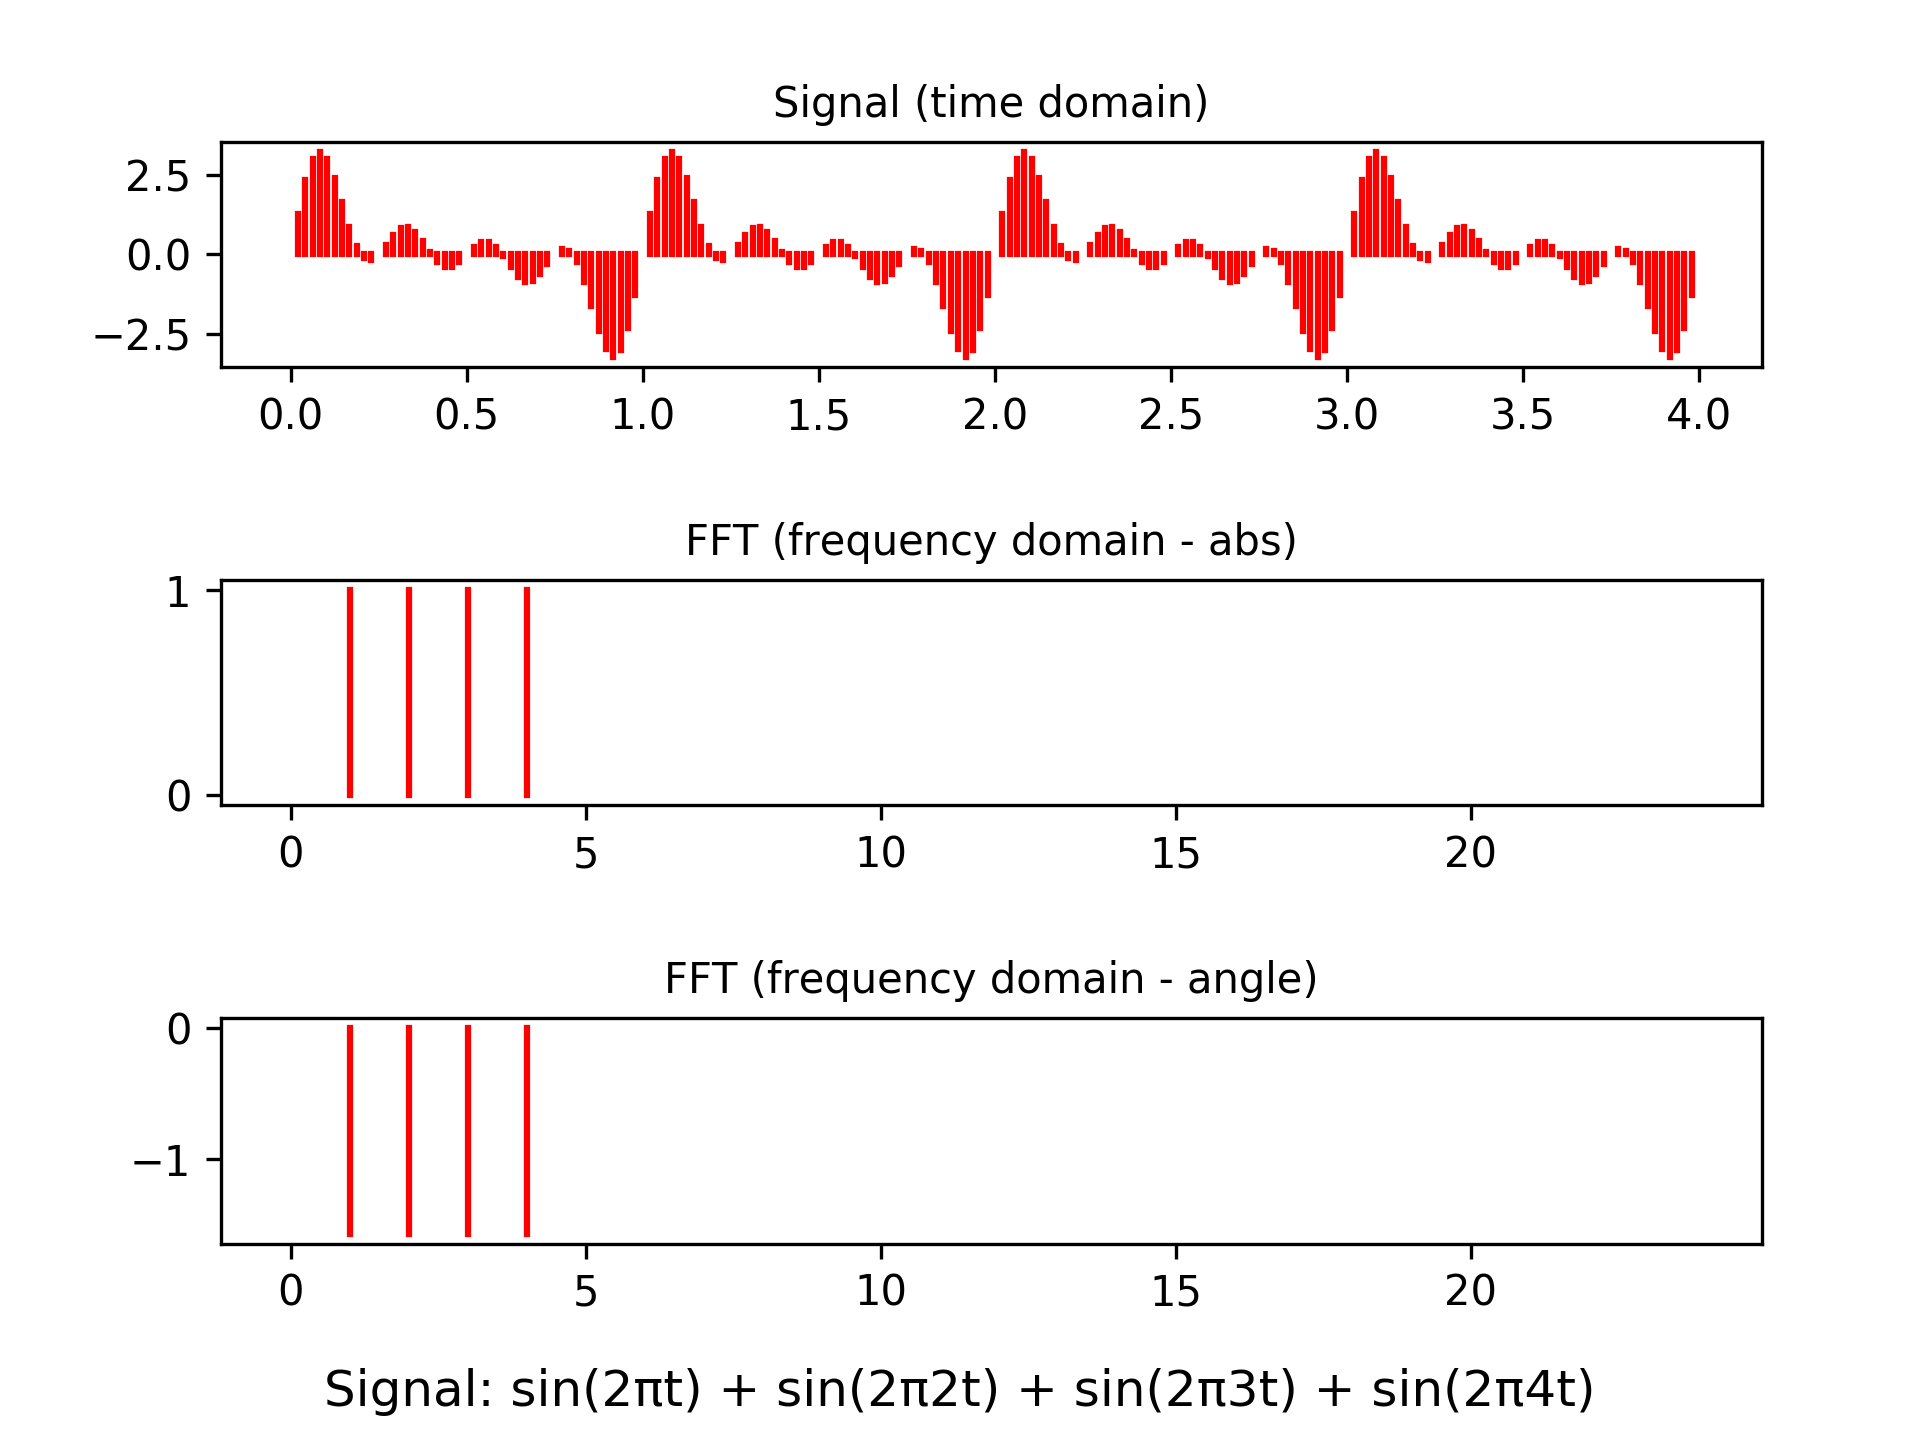 Signal (time domain)
2.5
0.0
−2.5
0.0 0.5 1.0 1.5 2.0 2.5 3.0 3.5 4.0
FFT (frequency domain - abs)
1
0
0 5 10 15 20
FFT (frequency domain - angle)
0
−1
0 5 10 15 20
Signal: sin(2πt) + sin(2π2t) + sin(2π3t) + sin(2π4t)